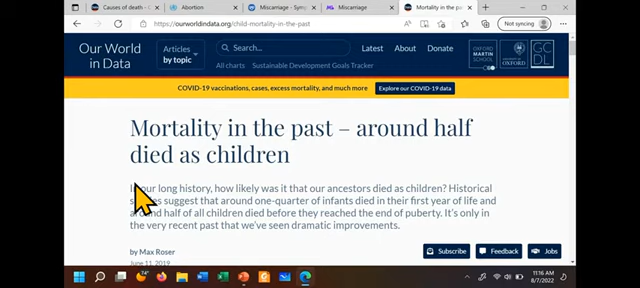 Causes of death -
Abortion
Miscarriage - Sym
Miscarriage
Mortality in the pas
https://ourworldindata.org/child-mortality-in-the-past
Not syncing
Our World
in Data
Articles
by topic
Search...
Latest
About
Donate
All charts
Sustainable Development Goals Tracker
OXFORD
MARTIN
SCHOOL
UNIVERSITY OF
OXFORD
GC
DL
COVID-19 vaccinations, cases, excess mortality, and much more
Explore our COVID-19 data
Mortality in the past – around half
died as children
our long history, how likely was it that our ancestors died as children? Historical
suggest that around one-quarter of infants died in their first year of life and
around half of all children died before they reached the end of puberty. It's only in
the very recent past that we've seen dramatic improvements.
by Max Roser
June 11, 2019
Subscribe
Feedback
Jobs
74°
11:16 AM
8/7/2022